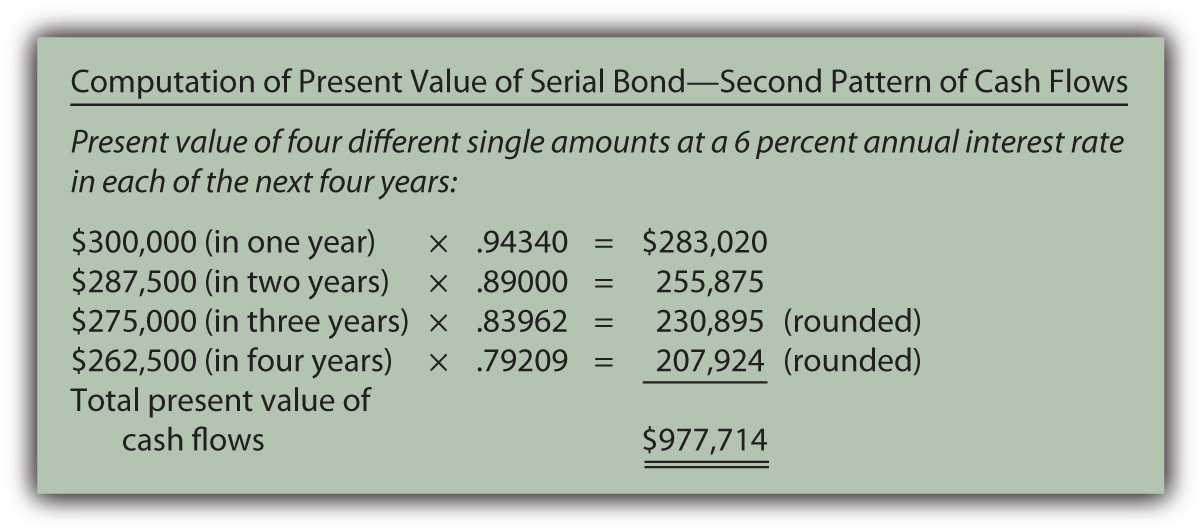 Computation of Present Value of Serial Bond—Second Pattern of Cash Flows
Present value of four different single amounts at a 6 percent annual interest rate
in each of the next four years:
$300,000 (in one year) × .94340 = $283,020
$287,500 (in two years) × .89000 = 255,875
$275,000 (in three years) × .83962 = 230,895 (rounded)
$262,500 (in four years) × .79209 = 207,924 (rounded)
Total present value of
cash flows $977,714